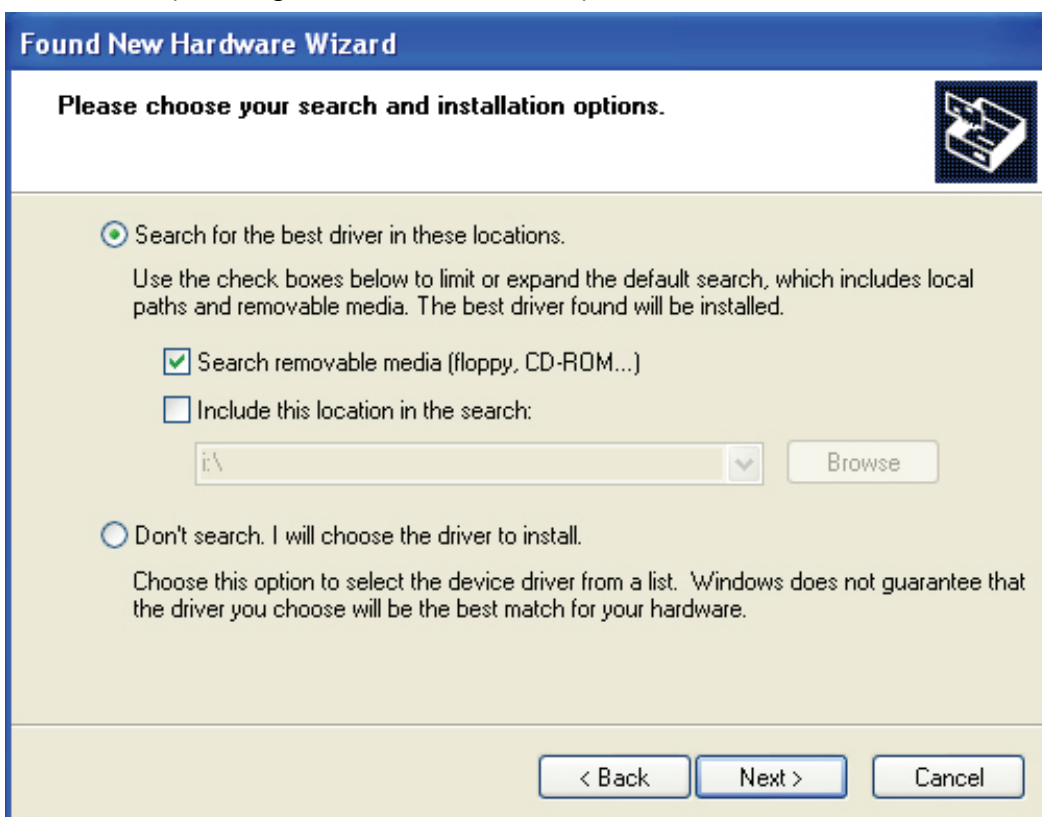 Found New Hardware Wizard
Please choose your search and installation options.
Search for the best driver in these locations.
Use the check boxes below to limit or expand the default search, which includes local
paths and removable media. The best driver found will be installed.
Search removable media (floppy, CD-ROM...)
Include this location in the search:
i:\
Browse
Don't search. I will choose the driver to install.
Choose this option to select the device driver from a list. Windows does not guarantee that
the driver you choose will be the best match for your hardware.
< Back
Next >
Cancel